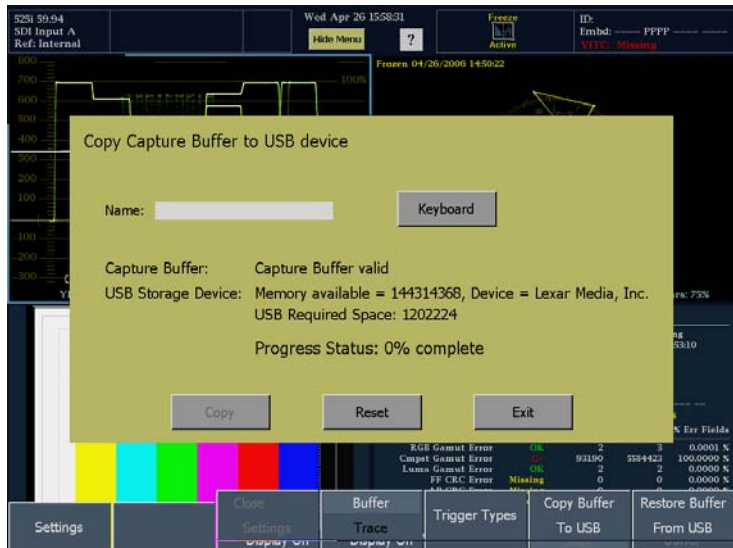 525i 59.94
SDI Input A
Ref: Internal
Wed Apr 26 15:58:31
Hide Menu
?
Freeze
Active
ID:
Embd: ---- PPPP ---- ----
VITC: Missing
800
700
600
500
400
300
200
100
-100
-200
-300
100%
Frozen 04/26/2006 14:50:22
Copy Capture Buffer to USB device
Name:
Keyboard
Capture Buffer: Capture Buffer valid
USB Storage Device: Memory available = 144314368, Device = Lexar Media, Inc.
USB Required Space: 1202224
Progress Status: 0% complete
Copy
Reset
Exit
75%
53:10
% Err Fields
RGB Gamut Error OK 2 3 0.0001 %
Cmpst Gamut Error 93190 5584423 100.0000 %
Luma Gamut Error OK 2 2 0.0000 %
FF CRC Error Missing 0 0 0.0000 %
Settings
Close
Settings
Display On
Buffer
Trace
Display On
Trigger Types
Copy Buffer
To USB
Restore Buffer
From USB